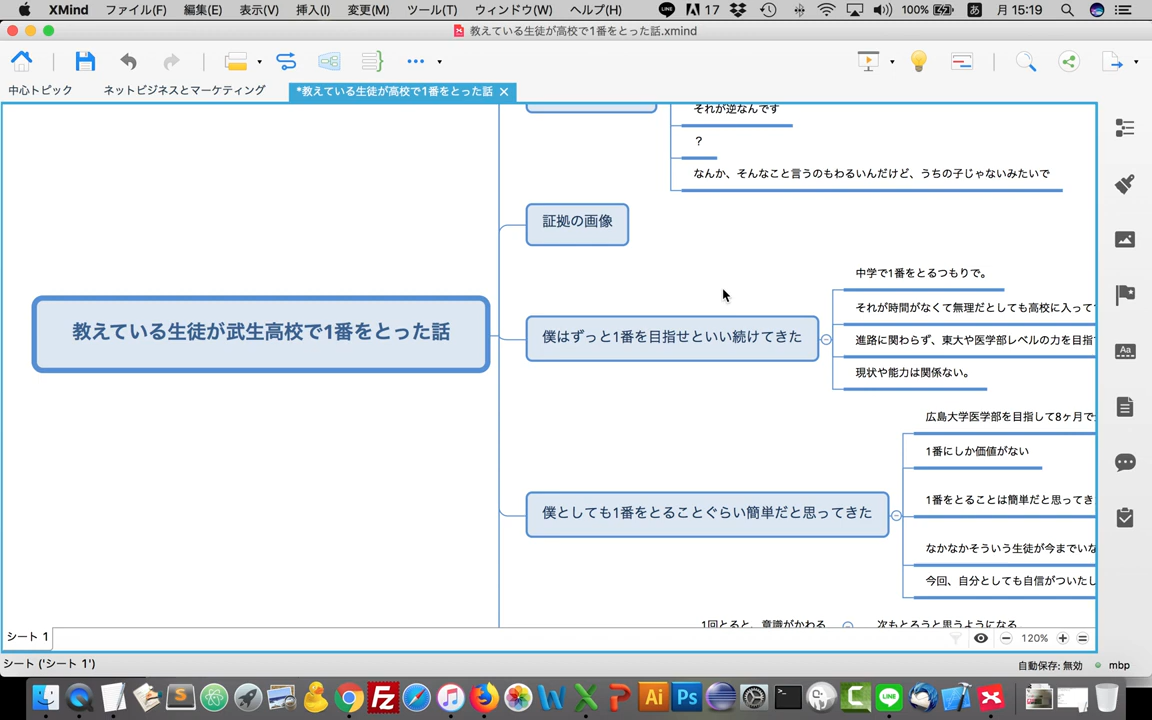 XMind ファイル(F) 編集(E) 表示(V) 挿入(I) 変更(M) ツール(T) ウィンドウ(W) ヘルプ(H) 17 100% あ 月 15:19
教えている生徒が高校で1番をとった話.xmind
中心トピック ネットビジネスとマーケティング *教えている生徒が高校で1番をとった話
それが逆なんです
?
なんか、そんなこと言うのもわるいんだけど、うちの子じゃないみたいで
証拠の画像
中学で1番をとるつもりで。
それが時間がなくて無理だとしても高校に入って
教えている生徒が武生高校で1番をとった話
僕はずっと1番を目指せといい続けてきた
進路に関わらず、東大や医学部レベルの力を目指
現状や能力は関係ない。
広島大学医学部を目指して8ヶ月で
1番にしか価値がない
1番をとることは簡単だと思ってき
僕としても1番をとることぐらい簡単だと思ってきた
なかなかそういう生徒が今までいな
今回、自分としても自信がついたし
1回とると、意識がかわる 次もとろうと思うようになる
シート 1 120%
シート ('シート 1') 自動保存: 無効 mbp